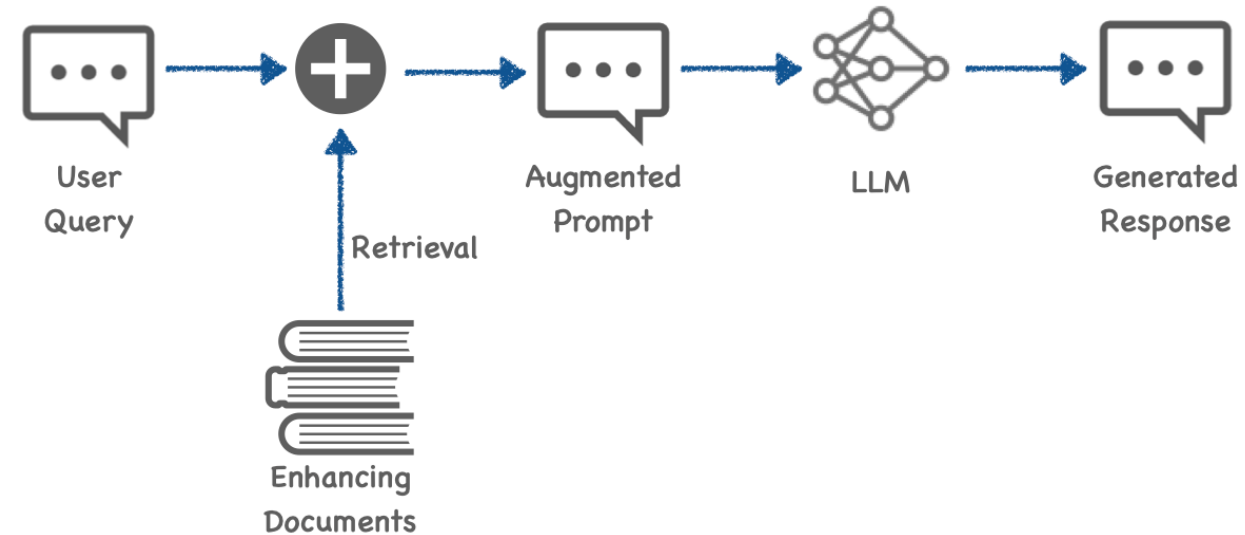 User
Query
Augmented
Prompt
LLM
Generated
Response
Retrieval
Enhancing
Documents